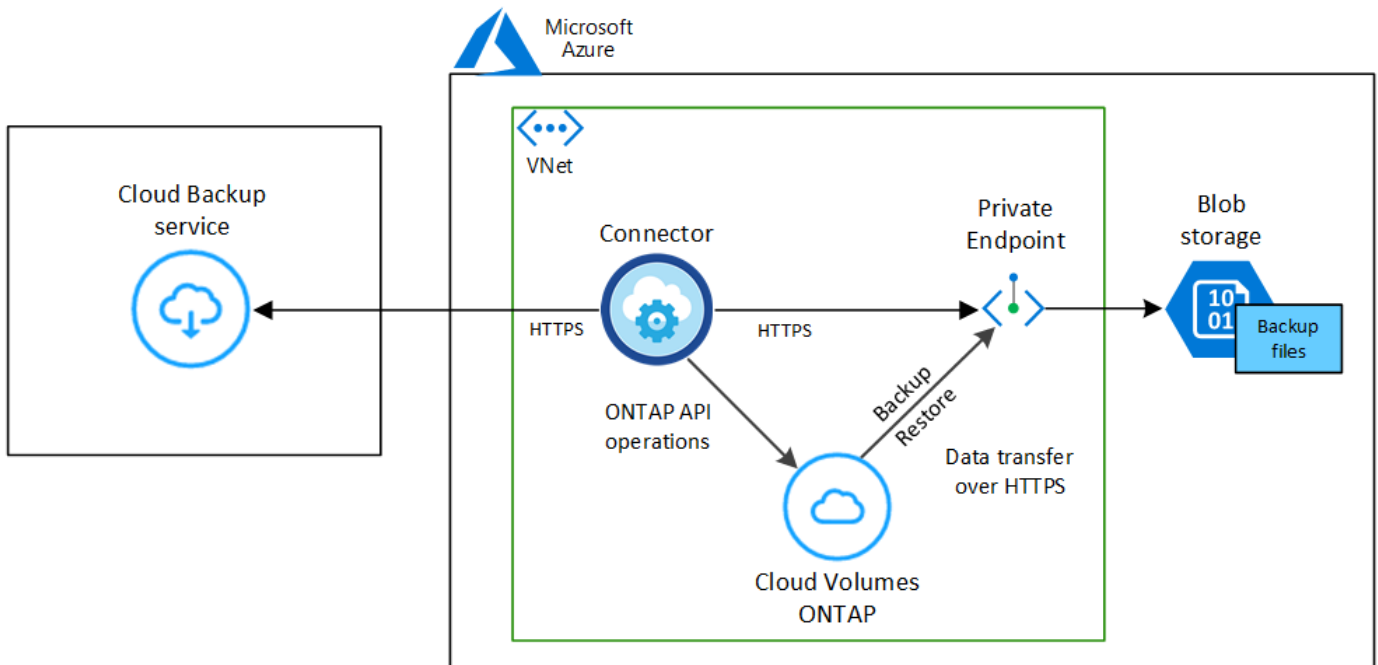 Microsoft
Azure
VNet
Cloud Backup
service
Connector
Private
Endpoint
Blob
storage
10
01
Backup
files
HTTPS
HTTPS
ONTAP API
operations
Backup
Restore
Data transfer
over HTTPS
Cloud Volumes
ONTAP